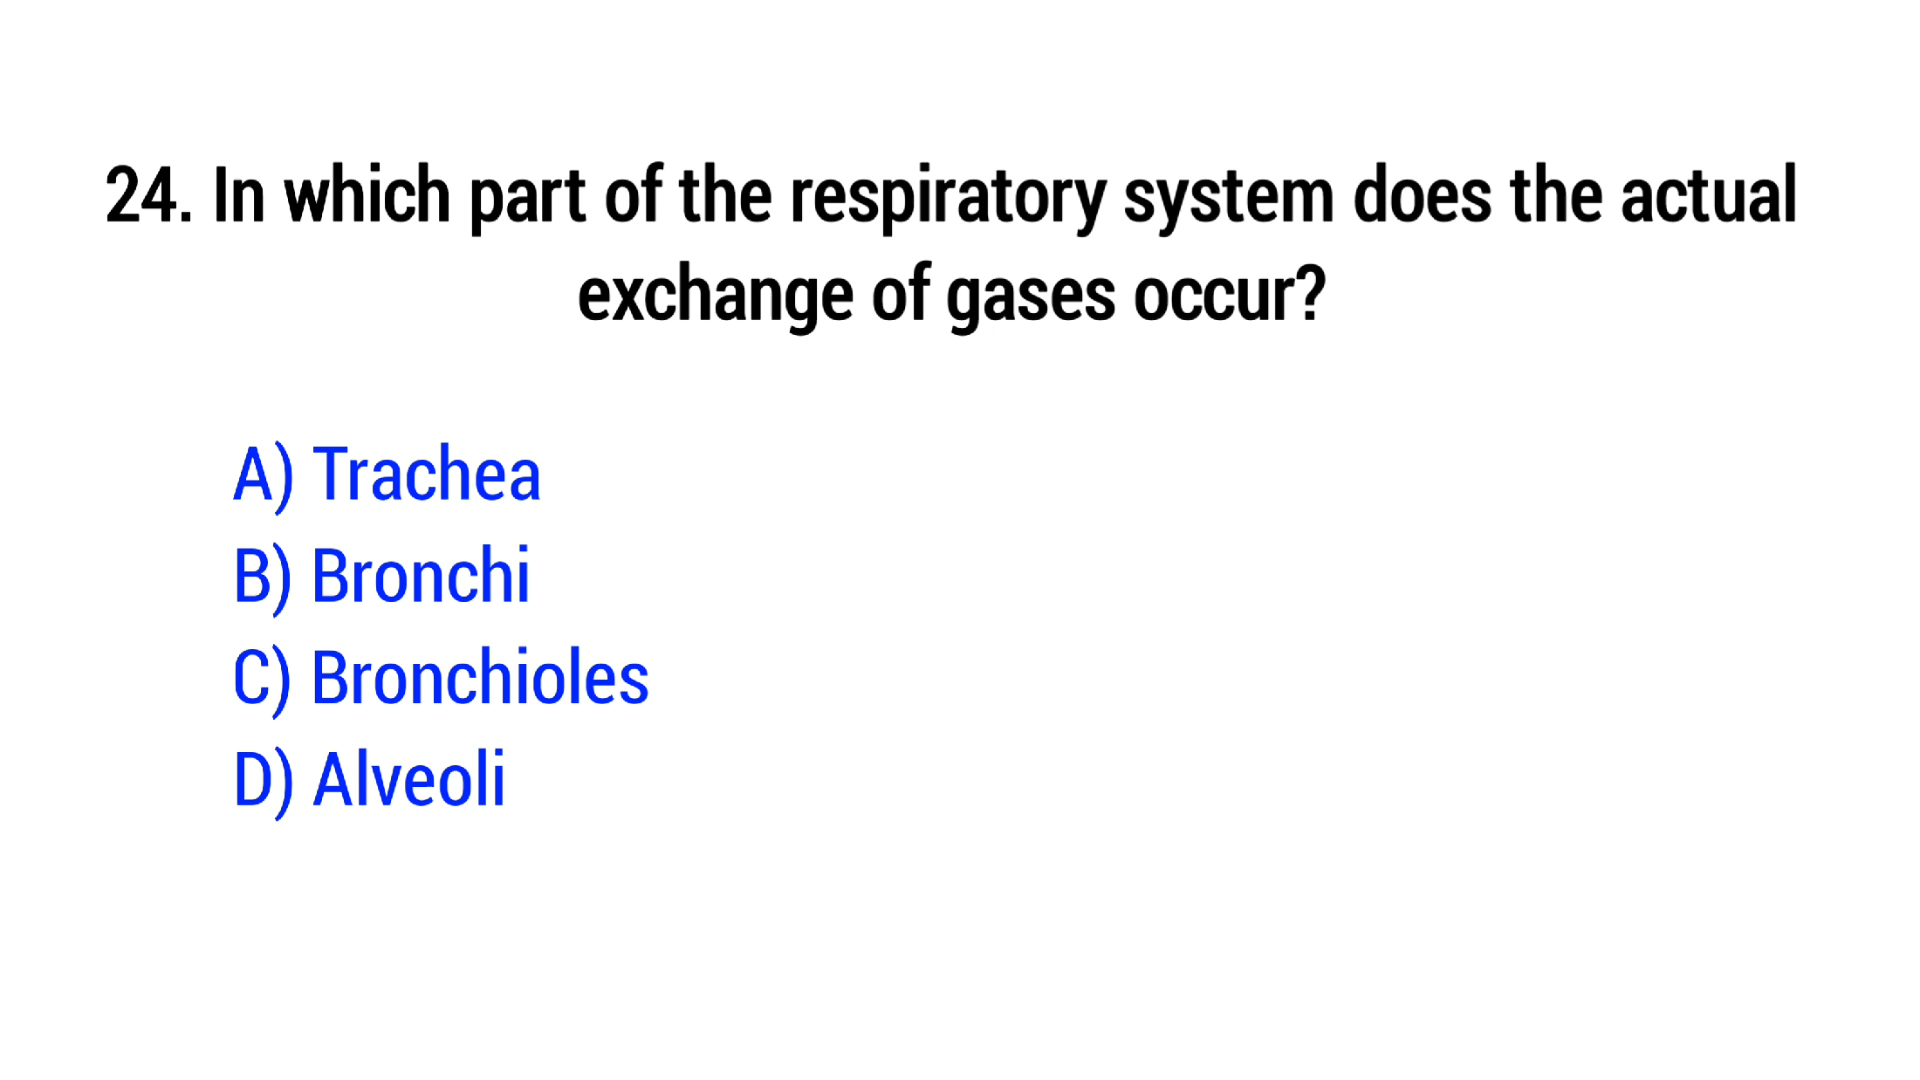 24. In which part of the respiratory system does the actual
exchange of gases occur?
A) Trachea
B) Bronchi
C) Bronchioles
D) Alveoli